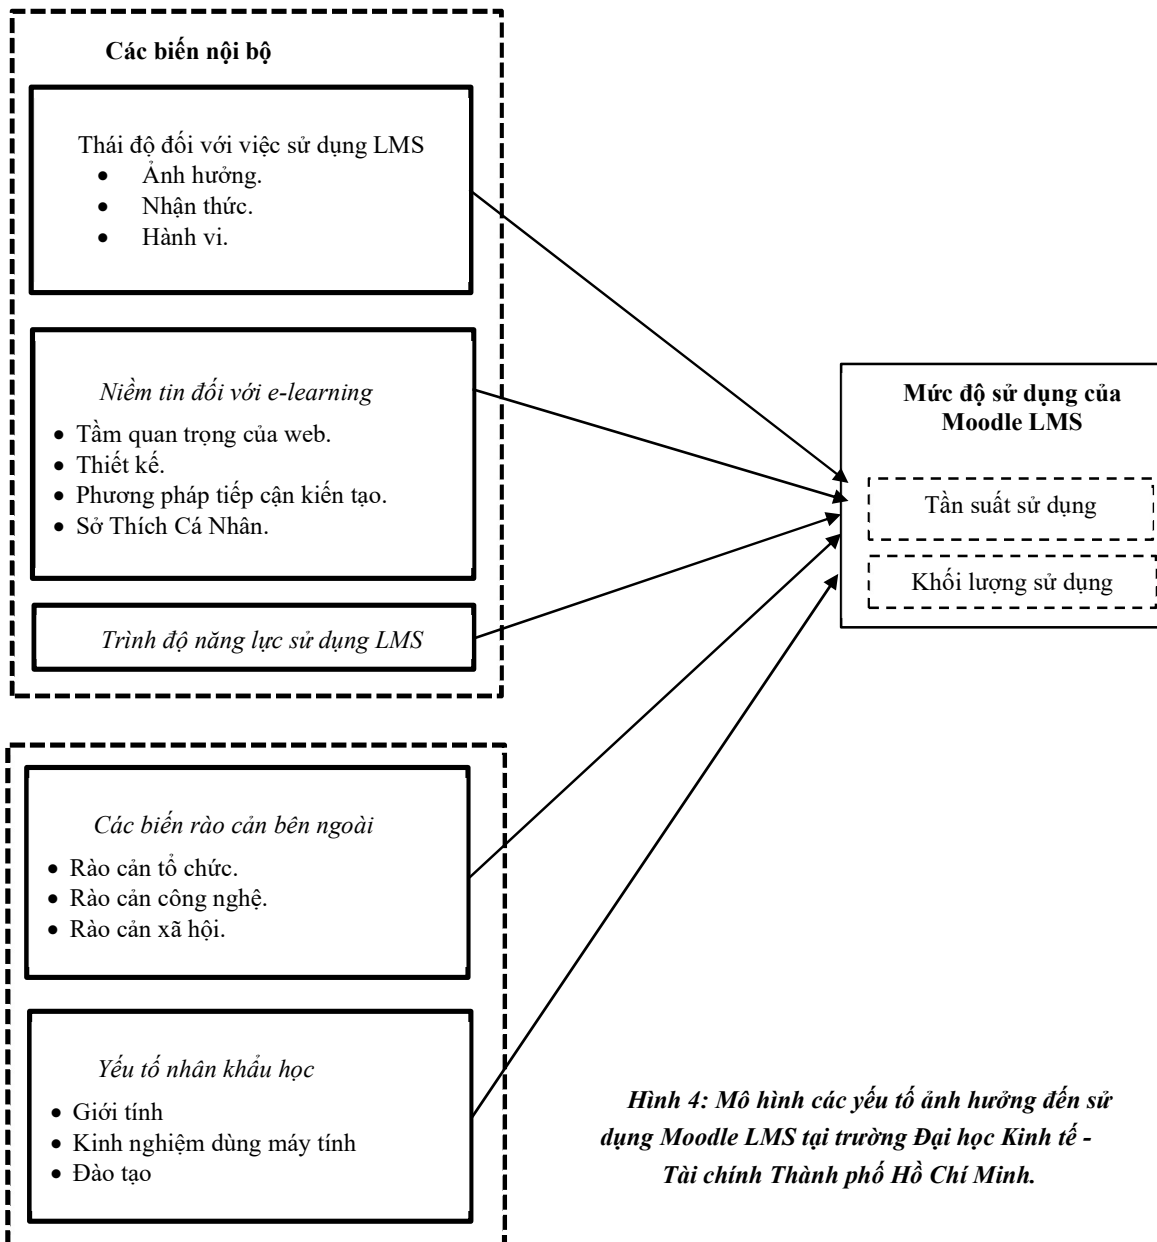 Các biến nội bộ
Thái độ đối với việc sử dụng LMS
• Ảnh hưởng.
• Nhận thức.
• Hành vi.
Niềm tin đối với e-learning
• Tầm quan trọng của web.
• Thiết kế.
• Phương pháp tiếp cận kiến tạo.
• Sở Thích Cá Nhân.
Trình độ năng lực sử dụng LMS
Các biến rào cản bên ngoài
• Rào cản tổ chức.
• Rào cản công nghệ.
• Rào cản xã hội.
Yếu tố nhân khẩu học
• Giới tính
• Kinh nghiệm dùng máy tính
• Đào tạo
Mức độ sử dụng của
Moodle LMS
Tần suất sử dụng
Khối lượng sử dụng
Hình 4: Mô hình các yếu tố ảnh hưởng đến sử
dụng Moodle LMS tại trường Đại học Kinh tế -
Tài chính Thành phố Hồ Chí Minh.